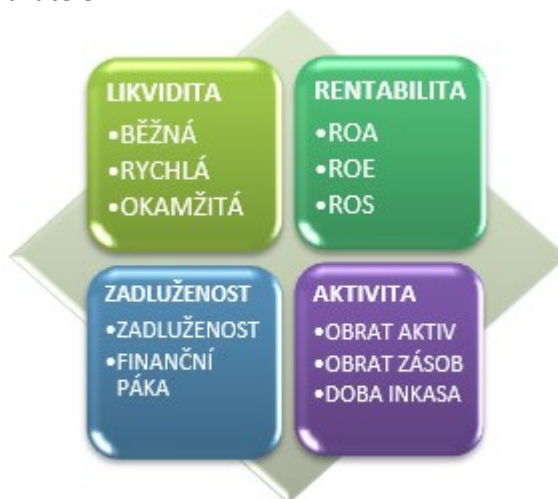 LIKVIDITA
•BĚŽNÁ
•RYCHLÁ
•OKAMŽITÁ
RENTABILITA
•ROA
•ROE
•ROS
ZADLUŽENOST
•ZADLUŽENOST
•FINANČNÍ
PÁKA
AKTIVITA
•OBRAT AKTIV
•OBRAT ZÁSOB
•DOBA INKASA